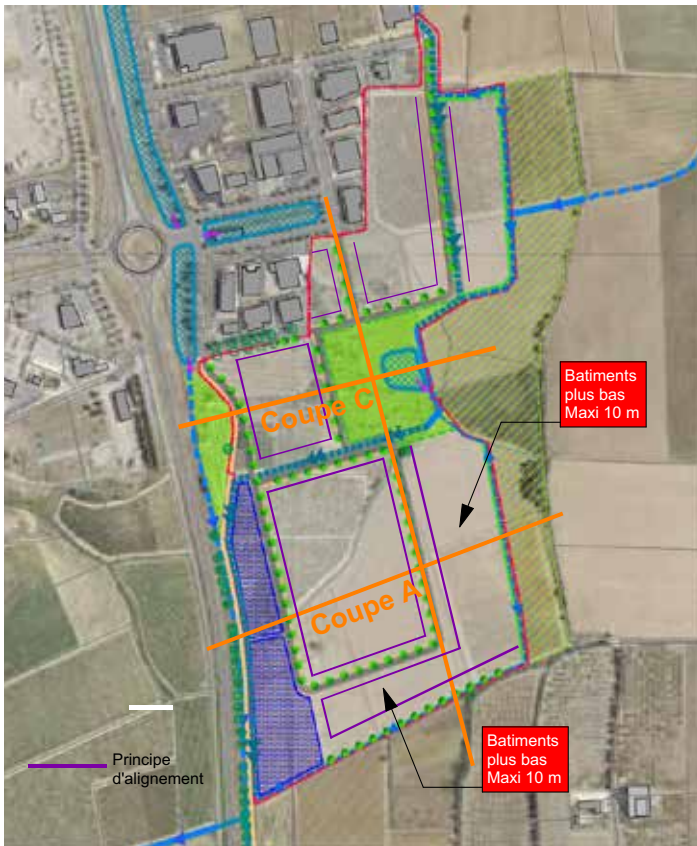 Batiments
plus bas
Maxi 10 m
Coupe C
Coupe A
Batiments
plus bas
Maxi 10 m
Principe
d'alignement